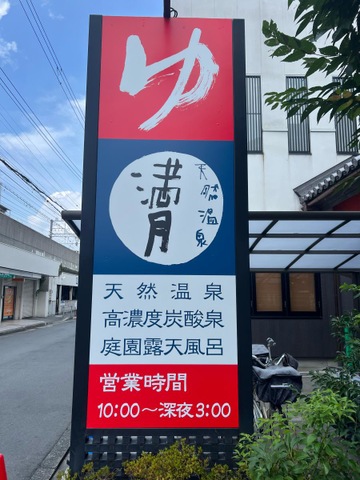 ゆ
天然温泉
満月
天然温泉
高濃度炭酸泉
庭園露天風呂
営業時間
10:00～深夜3:00